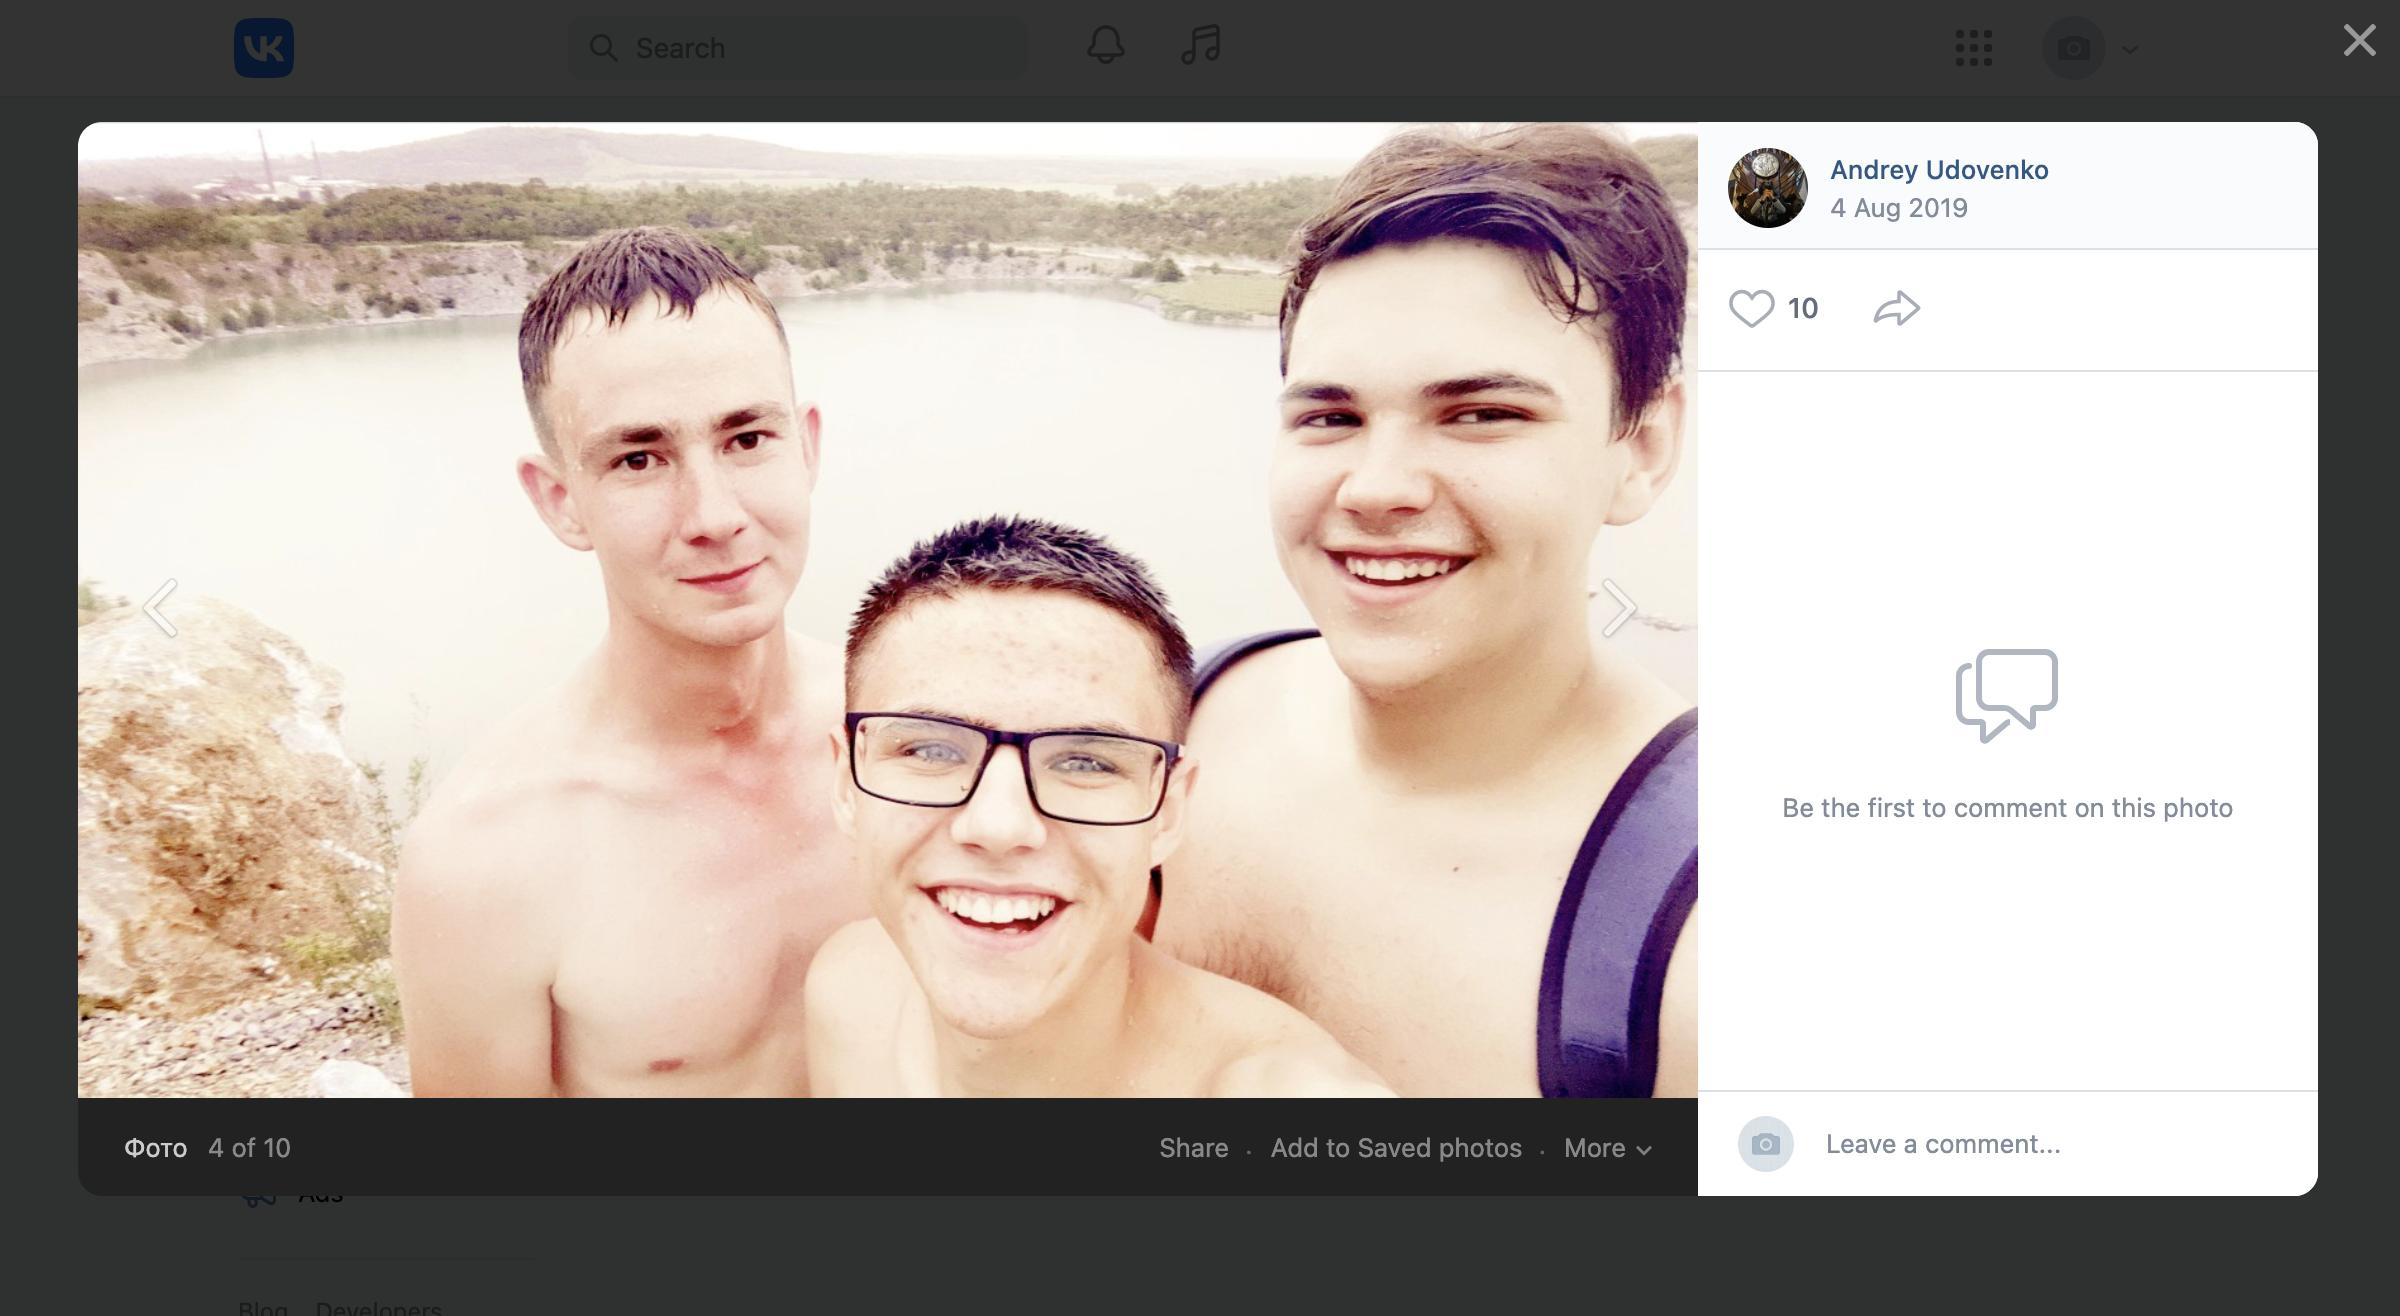 VK
Search
Andrey Udovenko
4 Aug 2019
10
Be the first to comment on this photo
Фото 4 of 10
Share · Add to Saved photos · More
Leave a comment...
Ads
Blog Developers